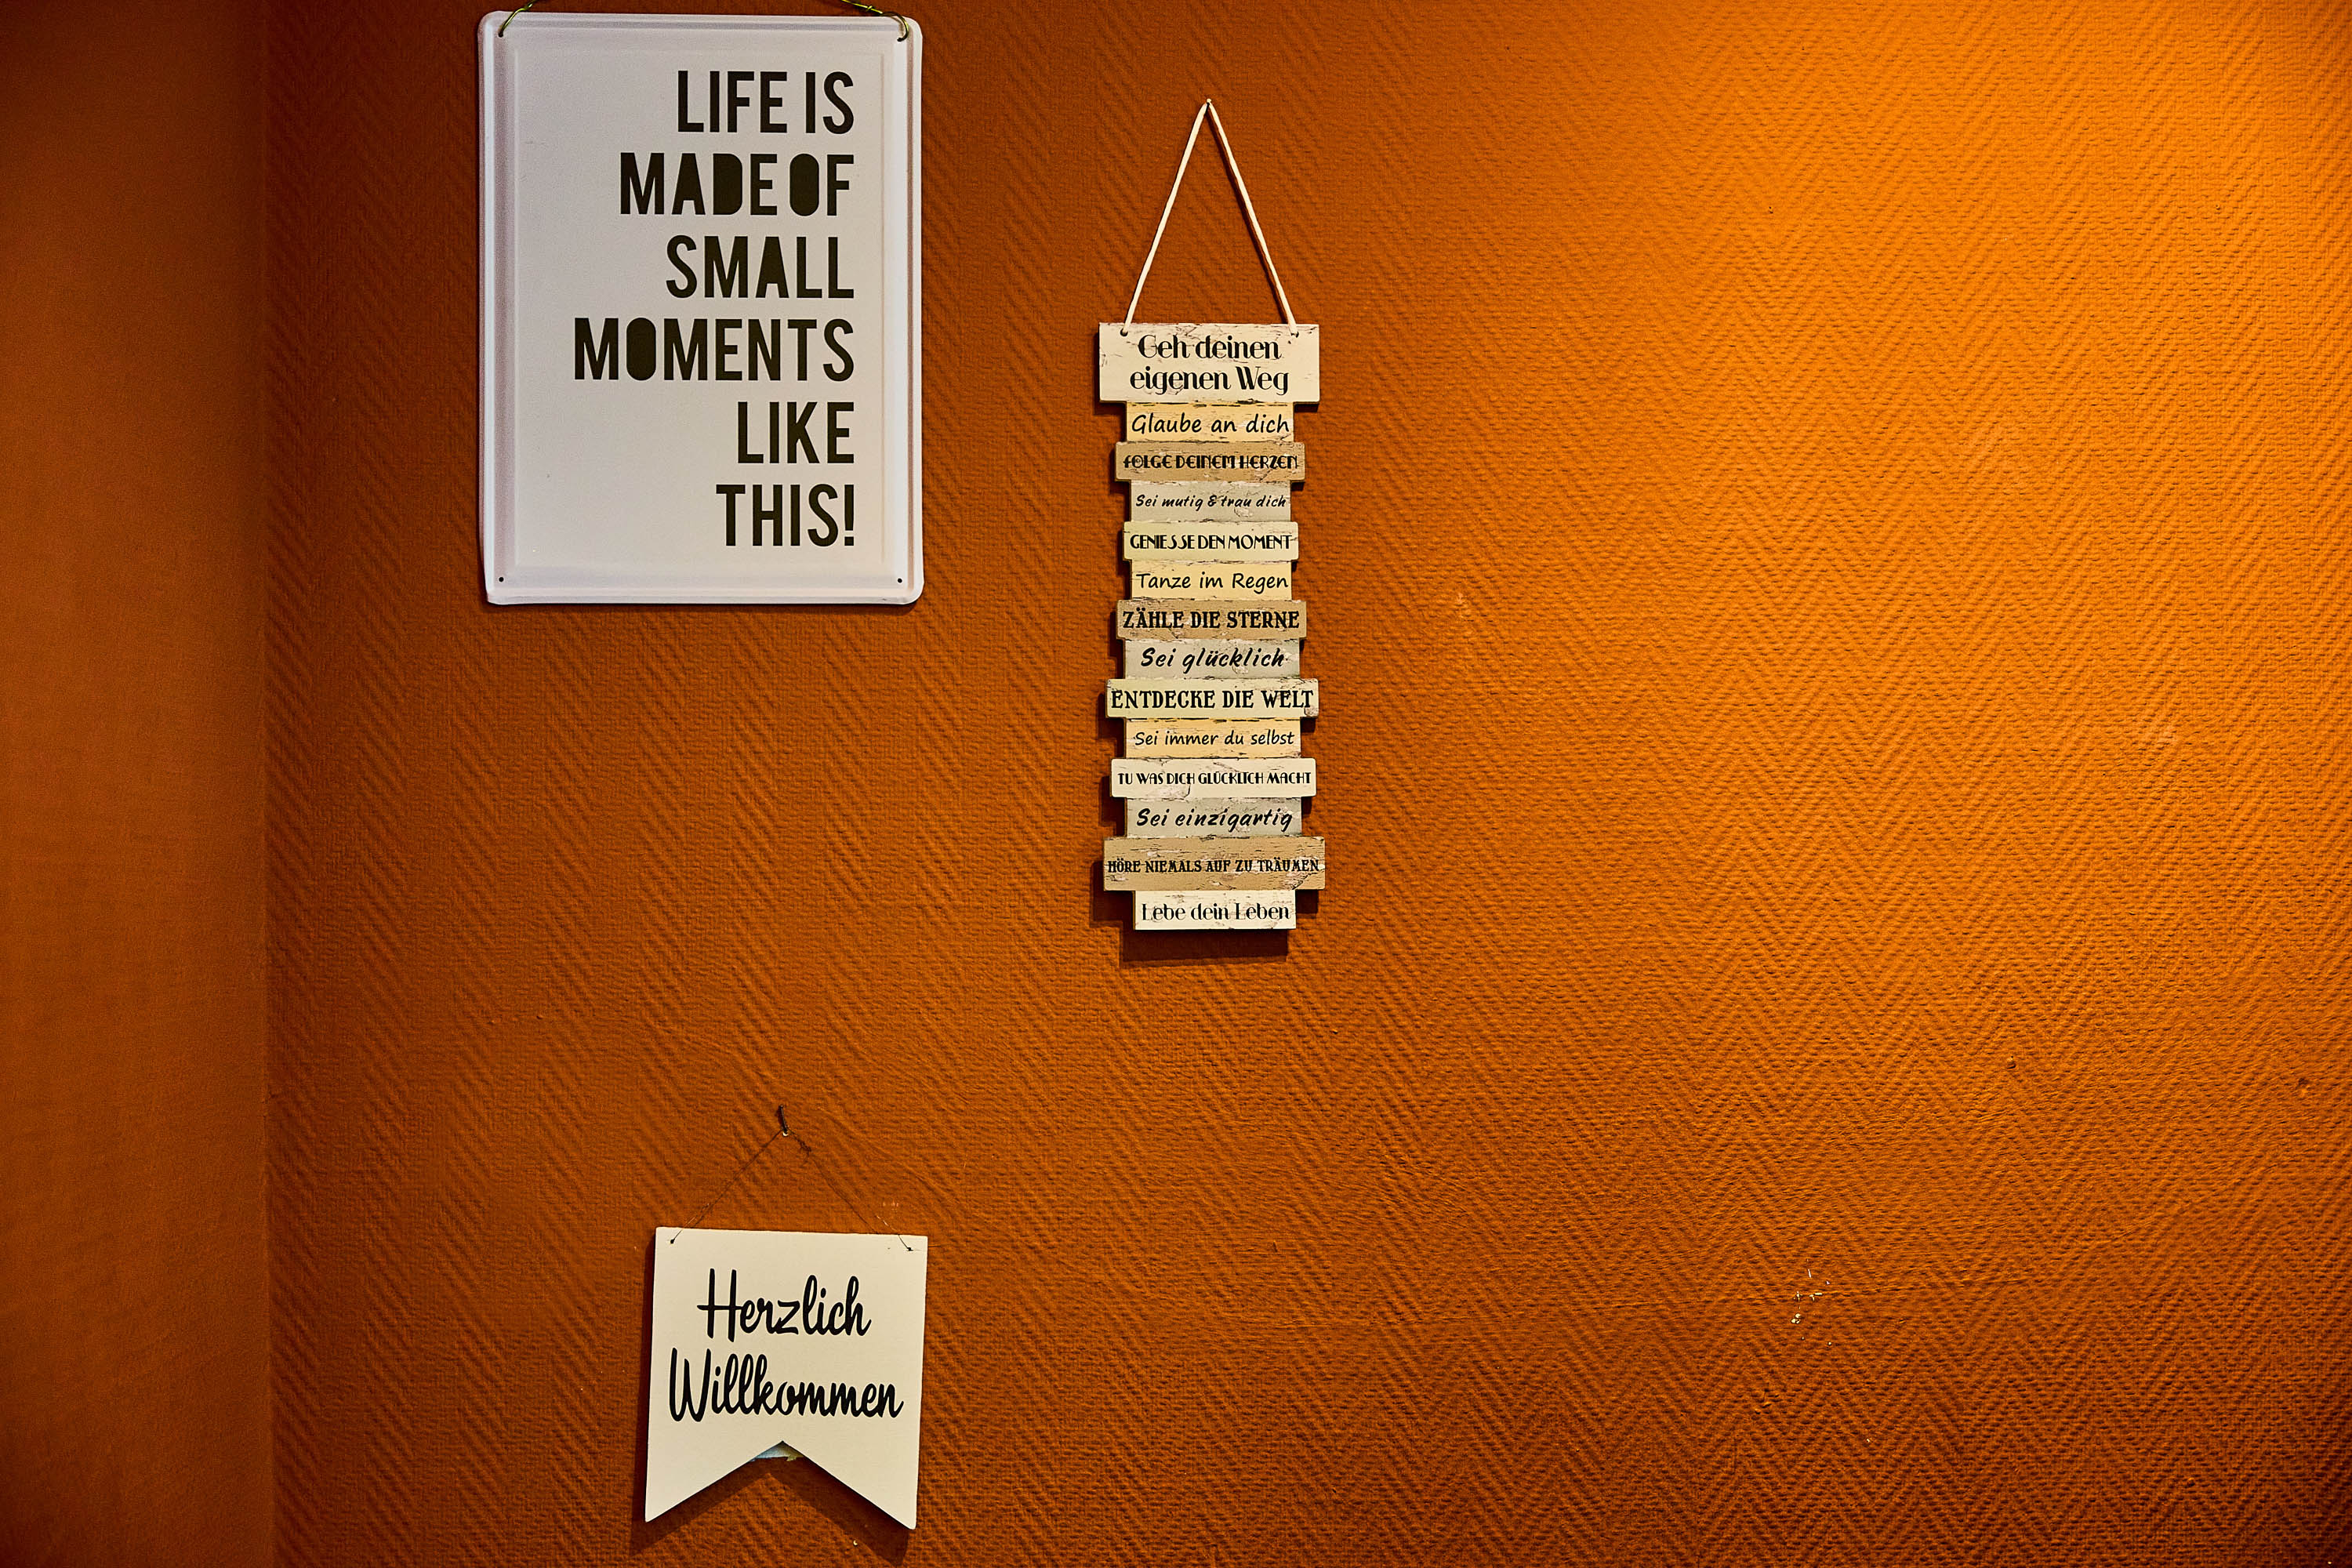 LIFE IS
MADE OF
SMALL
MOMENTS
LIKE
THIS!
Geh deinen
eigenen Weg
Glaube an dich
FOLGE DEINEM HERZEN
Sei mutig & trau dich
GENIESSE DEN MOMENT
Tanze im Regen
ZÄHLE DIE STERNE
Sei glücklich
ENTDECKE DIE WELT
Sei immer du selbst
TU WAS DICH GLÜCKLICH MACHT
Sei einzigartig
HÖRE NIEMALS AUF ZU TRÄUMEN
Lebe dein Leben
Herzlich
Willkommen